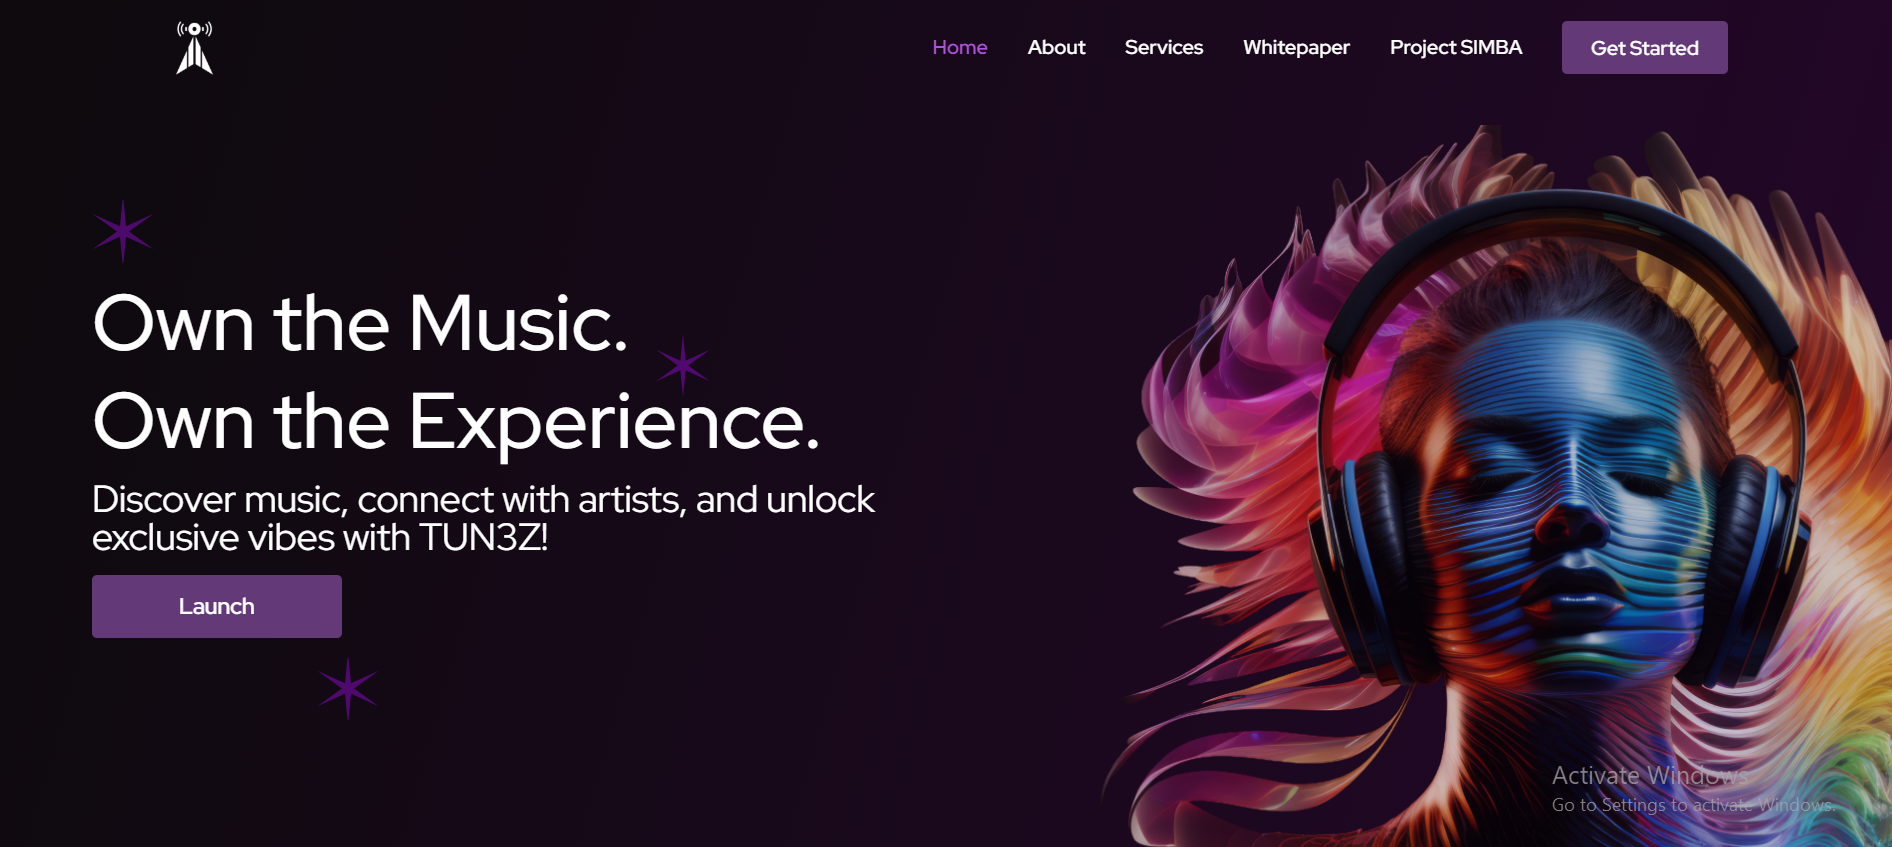 Home About Services Whitepaper Project SIMBA Get Started
Own the Music.
Own the Experience.
Discover music, connect with artists, and unlock
exclusive vibes with TUN3Z!
Launch
Activate Windows
Go to Settings to activate Windows.